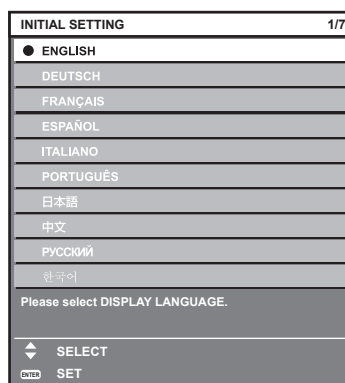 INITIAL SETTING 1/7
ENGLISH
DEUTSCH
FRANÇAIS
ESPAÑOL
ITALIANO
PORTUGUÊS
日本語
中文
РУССКИЙ
한국어
Please select DISPLAY LANGUAGE.
SELECT
ENTER SET